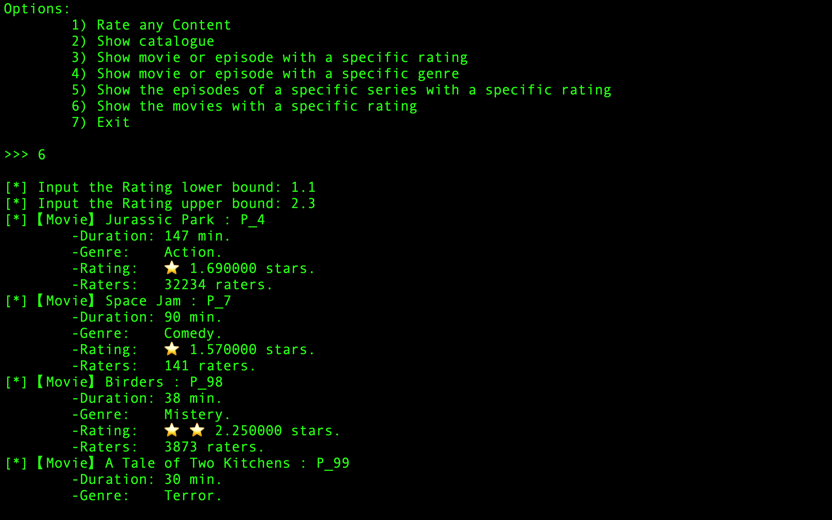 Options:
1) Rate any Content
2) Show catalogue
3) Show movie or episode with a specific rating
4) Show movie or episode with a specific genre
5) Show the episodes of a specific series with a specific rating
6) Show the movies with a specific rating
7) Exit
>>> 6
[*] Input the Rating lower bound: 1.1
[*] Input the Rating upper bound: 2.3
[*]【Movie】Jurassic Park : P_4
-Duration: 147 min.
-Genre: Action.
-Rating: ⭐ 1.690000 stars.
-Raters: 32234 raters.
[*]【Movie】Space Jam : P_7
-Duration: 90 min.
-Genre: Comedy.
-Rating: ⭐ 1.570000 stars.
-Raters: 141 raters.
[*]【Movie】Birders : P_98
-Duration: 38 min.
-Genre: Mistery.
-Rating: ⭐ ⭐ 2.250000 stars.
-Raters: 3873 raters.
[*]【Movie】A Tale of Two Kitchens : P_99
-Duration: 30 min.
-Genre: Terror.